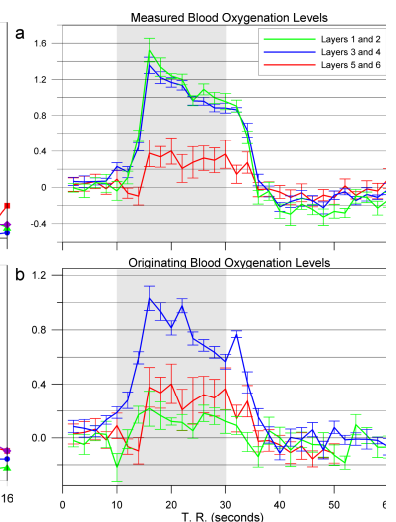 Measured Blood Oxygenation Levels
a
1.6
1.2
0.8
0.4
0
-0.4
Layers 1 and 2
Layers 3 and 4
Layers 5 and 6
Originating Blood Oxygenation Levels
b
1.2
0.8
0.4
0.0
16
0 10 20 30 40 50 6
T. R. (seconds)